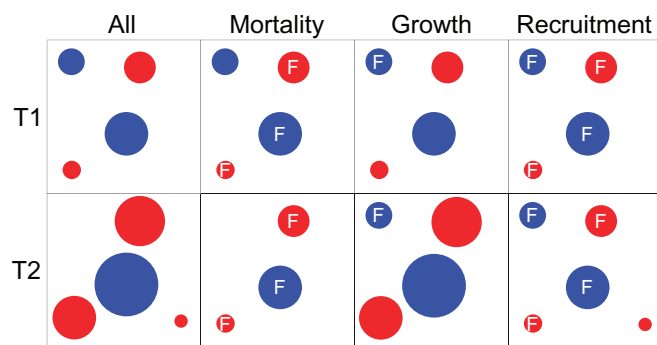 All Mortality Growth Recruitment
T1
F F F F
F F
F F F
T2
F F F F
F F
F F